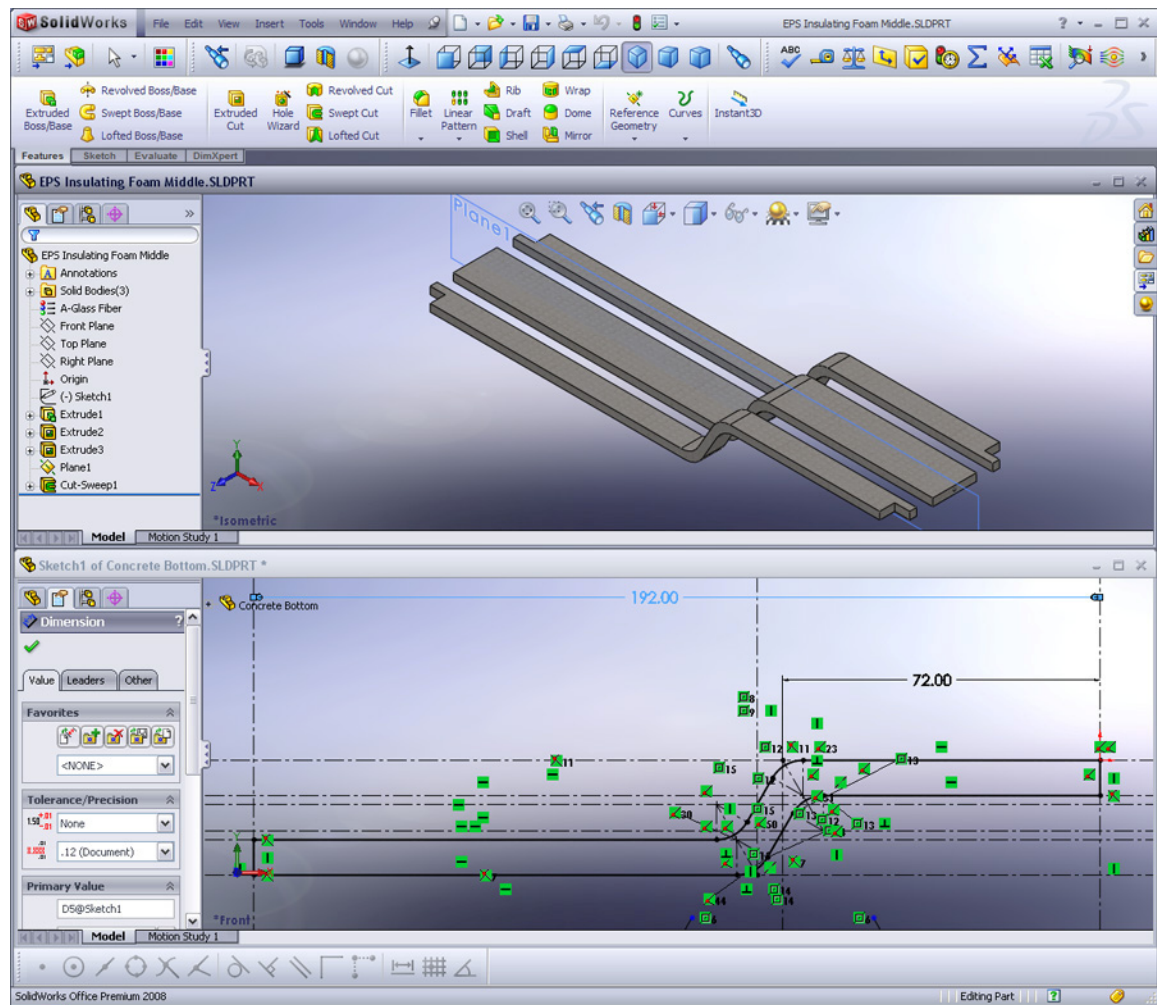 SolidWorks File Edit View Insert Tools Window Help EPS Insulating Foam Middle.SLDPRT ?
ABC
Extruded Boss/Base
Revolved Boss/Base
Swept Boss/Base
Lofted Boss/Base
Extruded Cut
Hole Wizard
Revolved Cut
Swept Cut
Lofted Cut
Fillet
Linear Pattern
Rib
Draft
Shell
Wrap
Dome
Mirror
Reference Geometry
Curves
Instant3D
Features Sketch Evaluate DimXpert
EPS Insulating Foam Middle.SLDPRT
Plane1
EPS Insulating Foam Middle
Annotations
Solid Bodies(3)
A-Glass Fiber
Front Plane
Top Plane
Right Plane
Origin
(-) Sketch1
Extrude1
Extrude2
Extrude3
Plane1
Cut-Sweep1
Y
Z X
*Isometric
Model Motion Study 1
Sketch1 of Concrete Bottom.SLDPRT *
Concrete Bottom
192.00
72.00
Dimension ?
Value Leaders Other
Favorites
<NONE>
Tolerance/Precision
None
.12 (Document)
Primary Value
D5@Sketch1
*Front
Model Motion Study 1
SolidWorks Office Premium 2008 Editing Part ?